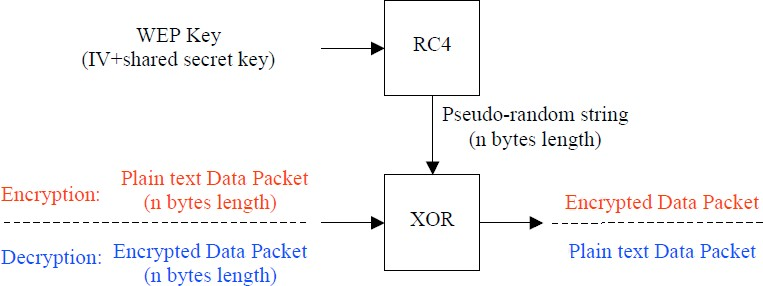 WEP Key
(IV+shared secret key)
RC4
Pseudo-random string
(n bytes length)
Encryption: Plain text Data Packet
(n bytes length)
XOR
Encrypted Data Packet
Decryption: Encrypted Data Packet
(n bytes length)
Plain text Data Packet